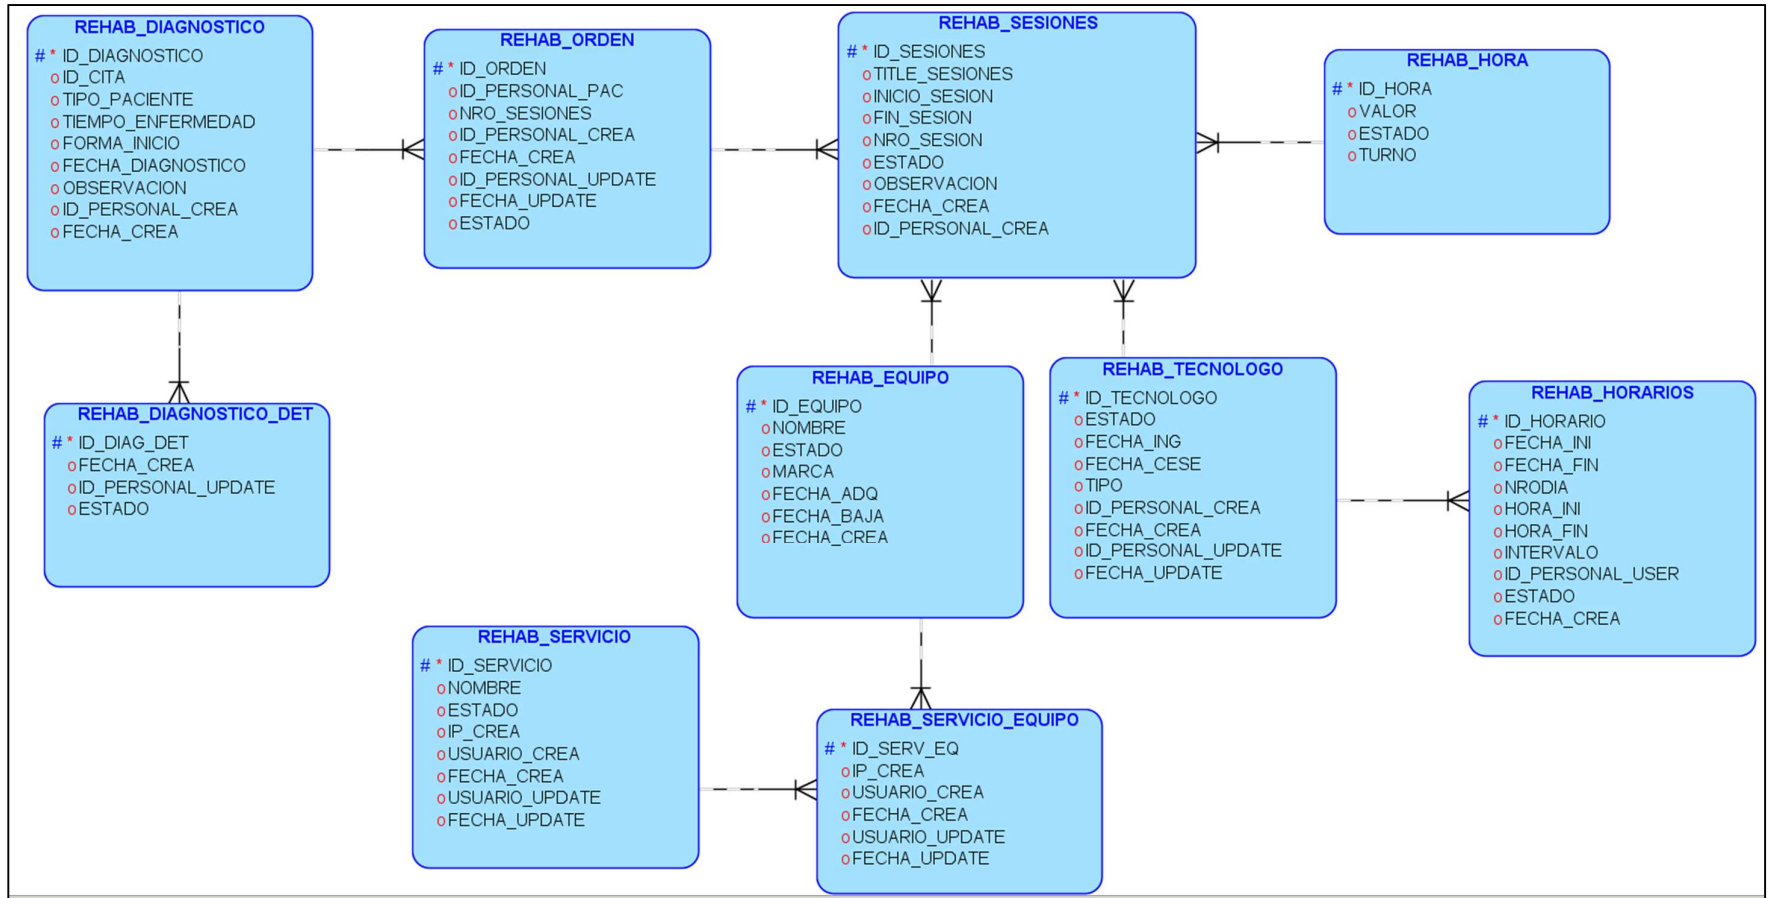 REHAB_DIAGNOSTICO
# * ID_DIAGNOSTICO
o ID_CITA
o TIPO_PACIENTE
o TIEMPO_ENFERMEDAD
o FORMA_INICIO
o FECHA_DIAGNOSTICO
o OBSERVACION
o ID_PERSONAL_CREA
o FECHA_CREA
REHAB_ORDEN
# * ID_ORDEN
o ID_PERSONAL_PAC
o NRO_SESIONES
o ID_PERSONAL_CREA
o FECHA_CREA
o ID_PERSONAL_UPDATE
o FECHA_UPDATE
o ESTADO
REHAB_SESIONES
# * ID_SESIONES
o TITLE_SESIONES
o INICIO_SESION
o FIN_SESION
o NRO_SESION
o ESTADO
o OBSERVACION
o FECHA_CREA
o ID_PERSONAL_CREA
REHAB_HORA
# * ID_HORA
o VALOR
o ESTADO
o TURNO
REHAB_DIAGNOSTICO_DET
# * ID_DIAG_DET
o FECHA_CREA
o ID_PERSONAL_UPDATE
o ESTADO
REHAB_EQUIPO
# * ID_EQUIPO
o NOMBRE
o ESTADO
o MARCA
o FECHA_ADQ
o FECHA_BAJA
o FECHA_CREA
REHAB_TECNOLOGO
# * ID_TECNOLOGO
o ESTADO
o FECHA_ING
o FECHA_CESE
o TIPO
o ID_PERSONAL_CREA
o FECHA_CREA
o ID_PERSONAL_UPDATE
o FECHA_UPDATE
REHAB_HORARIOS
# * ID_HORARIO
o FECHA_INI
o FECHA_FIN
o NRODIA
o HORA_INI
o HORA_FIN
o INTERVALO
o ID_PERSONAL_USER
o ESTADO
o FECHA_CREA
REHAB_SERVICIO
# * ID_SERVICIO
o NOMBRE
o ESTADO
o IP_CREA
o USUARIO_CREA
o FECHA_CREA
o USUARIO_UPDATE
o FECHA_UPDATE
REHAB_SERVICIO_EQUIPO
# * ID_SERV_EQ
o IP_CREA
o USUARIO_CREA
o FECHA_CREA
o USUARIO_UPDATE
o FECHA_UPDATE